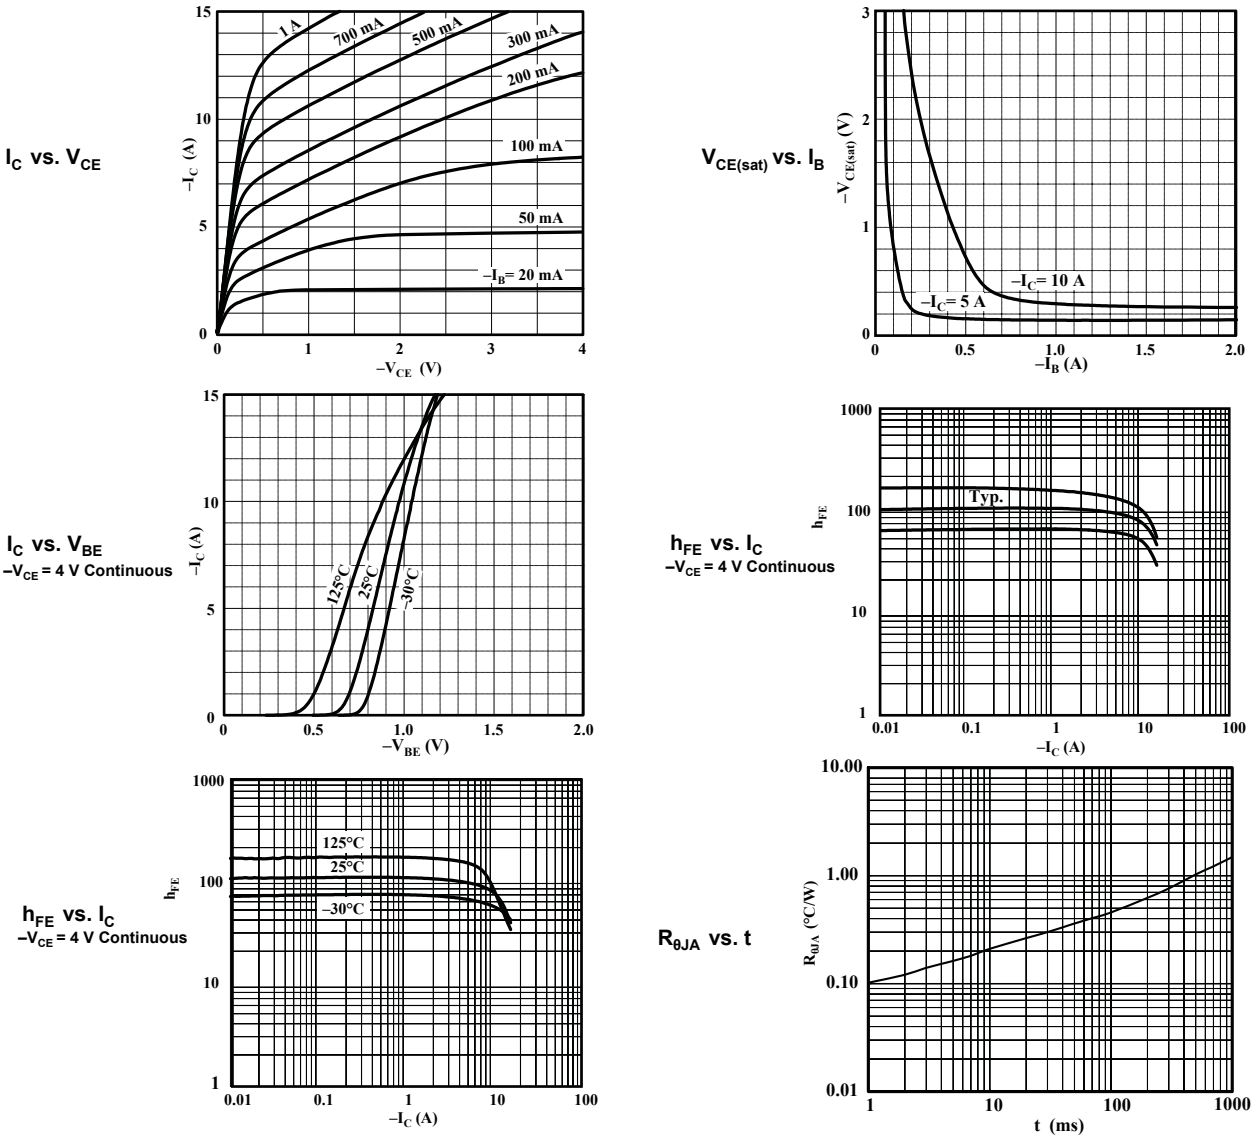 I_C vs. V_CE
–I_C (A)
15
10
5
0
1 A
700 mA
500 mA
300 mA
200 mA
100 mA
50 mA
–I_B= 20 mA
0 1 2 3 4
–V_CE (V)
V_CE(sat) vs. I_B
–V_CE(sat) (V)
3
2
1
0
–I_C= 10 A
–I_C= 5 A
0 0.5 1.0 1.5 2.0
–I_B (A)
I_C vs. V_BE
–V_CE = 4 V Continuous
–I_C (A)
15
10
5
0
125°C
25°C
–30°C
0 0.5 1.0 1.5 2.0
–V_BE (V)
h_FE vs. I_C
–V_CE = 4 V Continuous
h_FE
1000
100
10
1
Typ.
0.01 0.1 1 10 100
–I_C (A)
h_FE vs. I_C
–V_CE = 4 V Continuous
h_FE
1000
100
10
1
125°C
25°C
–30°C
0.01 0.1 1 10 100
–I_C (A)
R_θJA vs. t
R_θJA (°C/W)
10.00
1.00
0.10
0.01
1 10 100 1000
t (ms)